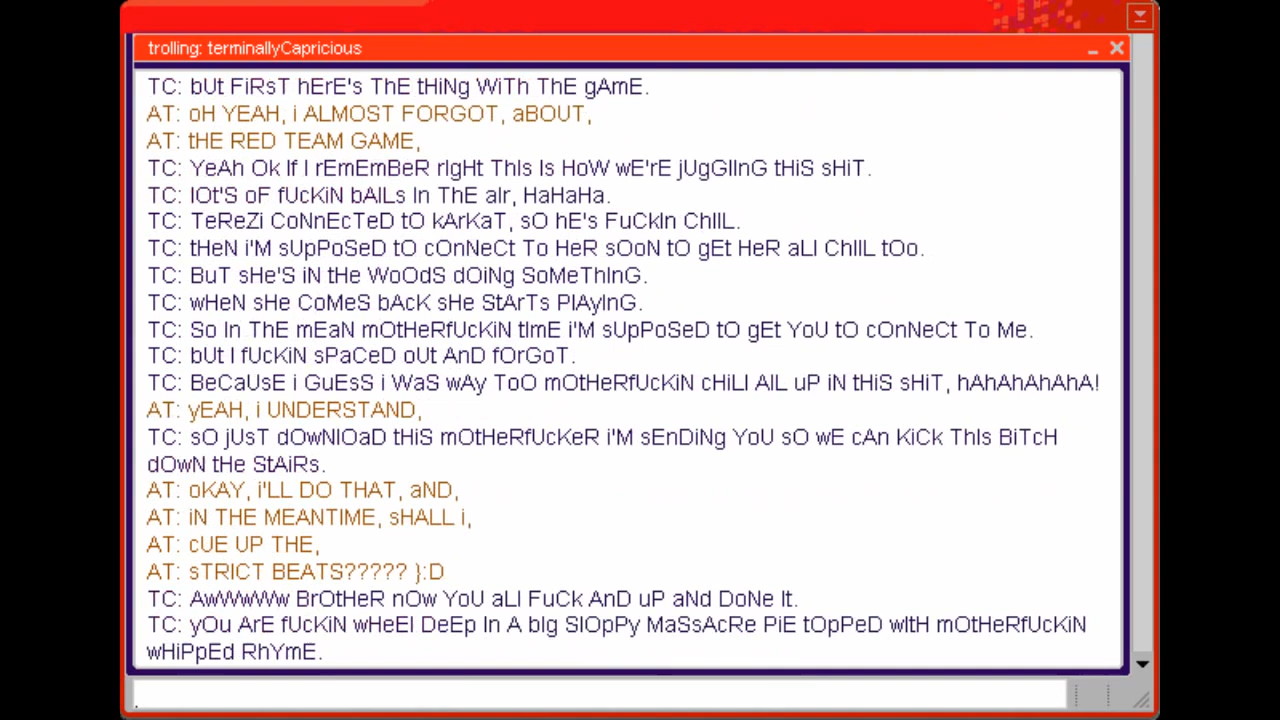 trolling: terminallyCapricious
TC: bUt FiRsT hErE's ThE tHiNg WiTh ThE gAmE.
AT: oH YEAH, i ALMOST FORGOT, aBOUT,
AT: tHE RED TEAM GAME,
TC: YeAh Ok If I rEmEmBeR rIgHt ThIs Is HoW wE'rE jUgGlInG tHiS sHiT.
TC: lOt'S oF fUcKiN bAlLs In ThE aIr, HaHaHa.
TC: TeReZi CoNnEcTeD tO kArKaT, sO hE's FuCkIn ChIlL.
TC: tHeN i'M sUpPoSeD tO cOnNeCt To HeR sOoN tO gEt HeR aLl ChIlL tOo.
TC: BuT sHe'S iN tHe WoOdS dOiNg SoMeThInG.
TC: wHeN sHe CoMeS bAcK sHe StArTs PlAyInG.
TC: So In ThE mEaN mOtHeRfUcKiN tImE i'M sUpPoSeD tO gEt YoU tO cOnNeCt To Me.
TC: bUt I fUcKiN sPaCeD oUt AnD fOrGoT.
TC: BeCaUsE i GuEsS i WaS wAy ToO mOtHeRfUcKiN cHiLl AlL uP iN tHiS sHiT, hAhAhAhAhA!
AT: yEAH, i UNDERSTAND,
TC: sO jUsT dOwNlOaD tHiS mOtHeRfUcKeR i'M sEnDiNg YoU sO wE cAn KiCk ThIs BiTcH
dOwN tHe StAiRs.
AT: oKAY, i'LL DO THAT, aND,
AT: iN THE MEANTIME, sHALL i,
AT: cUE UP THE,
AT: sTRICT BEATS????? }:D
TC: AwWwWw BrOtHeR nOw YoU aLl FuCk AnD uP aNd DoNe It.
TC: yOu ArE fUcKiN wHeEl DeEp In A bIg SlOpPy MaSsAcRe PiE tOpPeD wItH mOtHeRfUcKiN
wHiPpEd RhYmE.